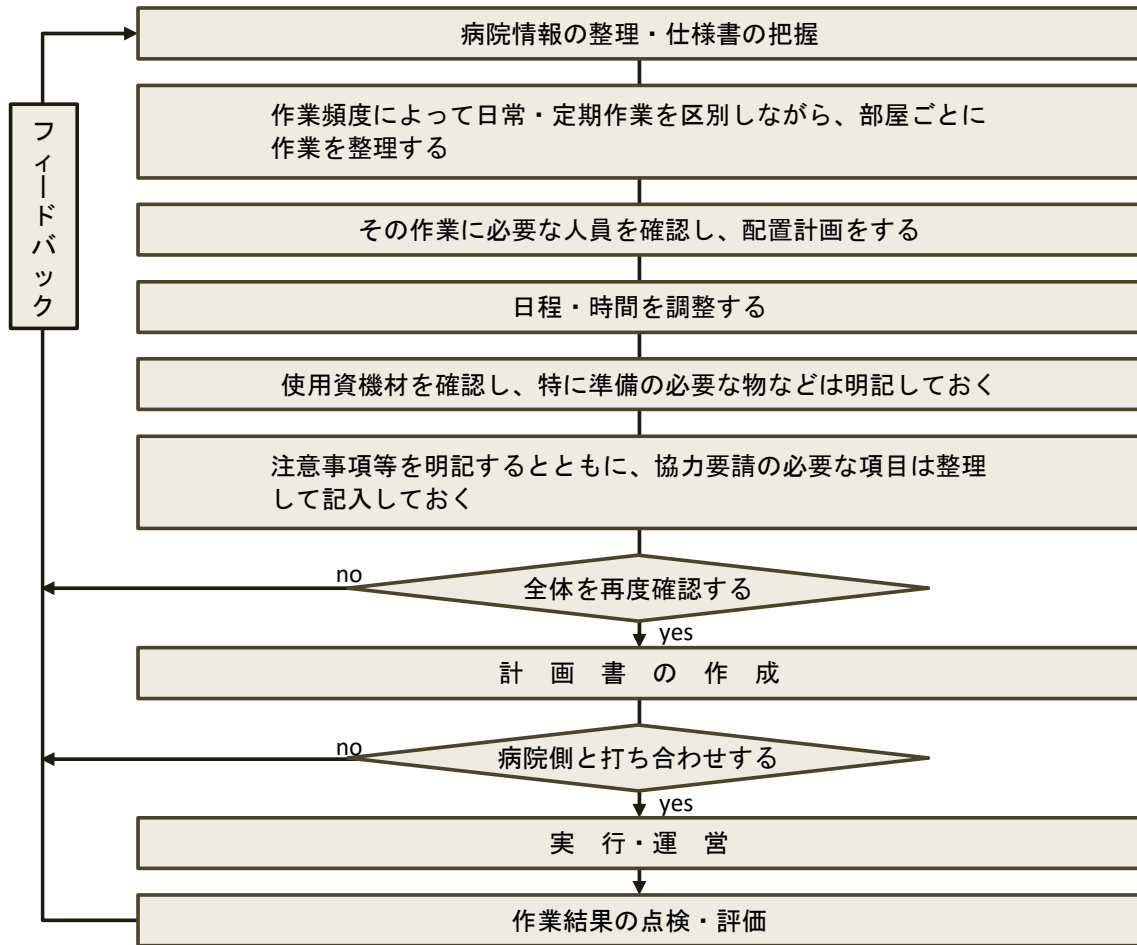 病院情報の整理・仕様書の把握
フィードバック
作業頻度によって日常・定期作業を区別しながら、部屋ごとに
作業を整理する
その作業に必要な人員を確認し、配置計画をする
日程・時間を調整する
使用資機材を確認し、特に準備の必要な物などは明記しておく
注意事項等を明記するとともに、協力要請の必要な項目は整理
して記入しておく
no
全体を再度確認する
yes
計　画　書　の　作　成
no
病院側と打ち合わせする
yes
実　行・運　営
作業結果の点検・評価